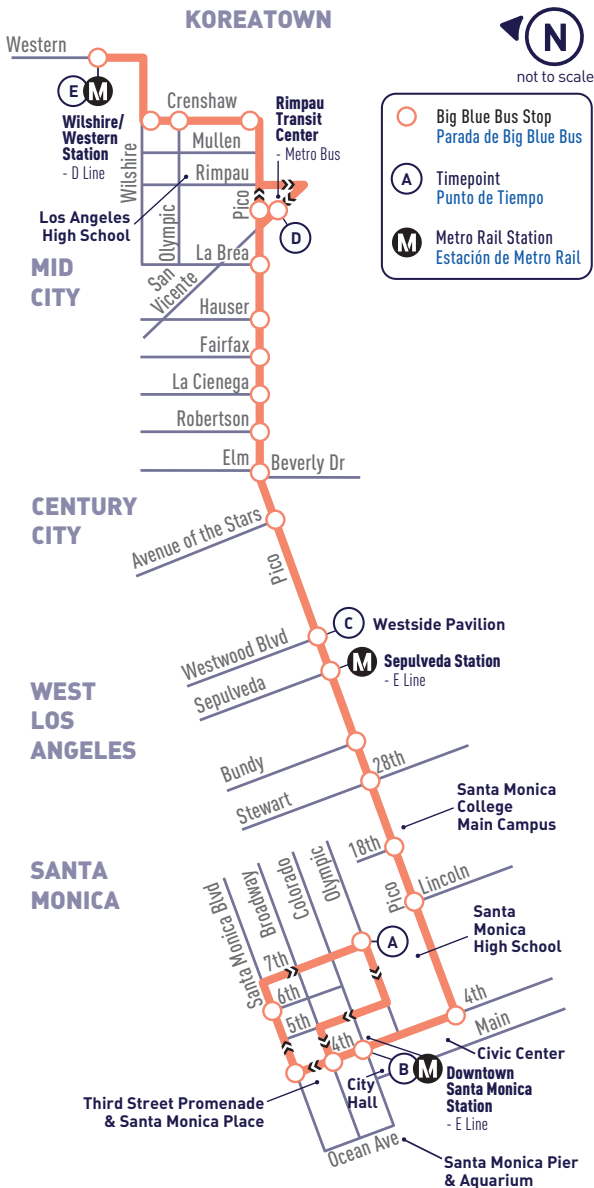 KOREATOWN
N
not to scale
Western
E
M
Wilshire/
Western
Station
- D Line
Crenshaw
Rimpau
Transit
Center
- Metro Bus
Mullen
Rimpau
Wilshire
Olympic
Pico
D
Los Angeles
High School
Big Blue Bus Stop
Parada de Big Blue Bus
A
Timepoint
Punto de Tiempo
M
Metro Rail Station
Estación de Metro Rail
MID
CITY
La Brea
San
Vicente
Hauser
Fairfax
La Cienega
Robertson
Elm
Beverly Dr
CENTURY
CITY
Avenue of the Stars
Pico
C
Westside Pavilion
Westwood Blvd
M
Sepulveda Station
- E Line
Sepulveda
WEST
LOS
ANGELES
Bundy
28th
Stewart
Santa Monica
College
Main Campus
18th
SANTA
MONICA
Santa Monica Blvd
Broadway
Colorado
Olympic
Pico
Lincoln
Santa
Monica
High School
A
7th
6th
5th
4th
4th
Main
Civic Center
B
M
Downtown
Santa Monica
Station
- E Line
City
Hall
Third Street Promenade
& Santa Monica Place
Ocean Ave
Santa Monica Pier
& Aquarium